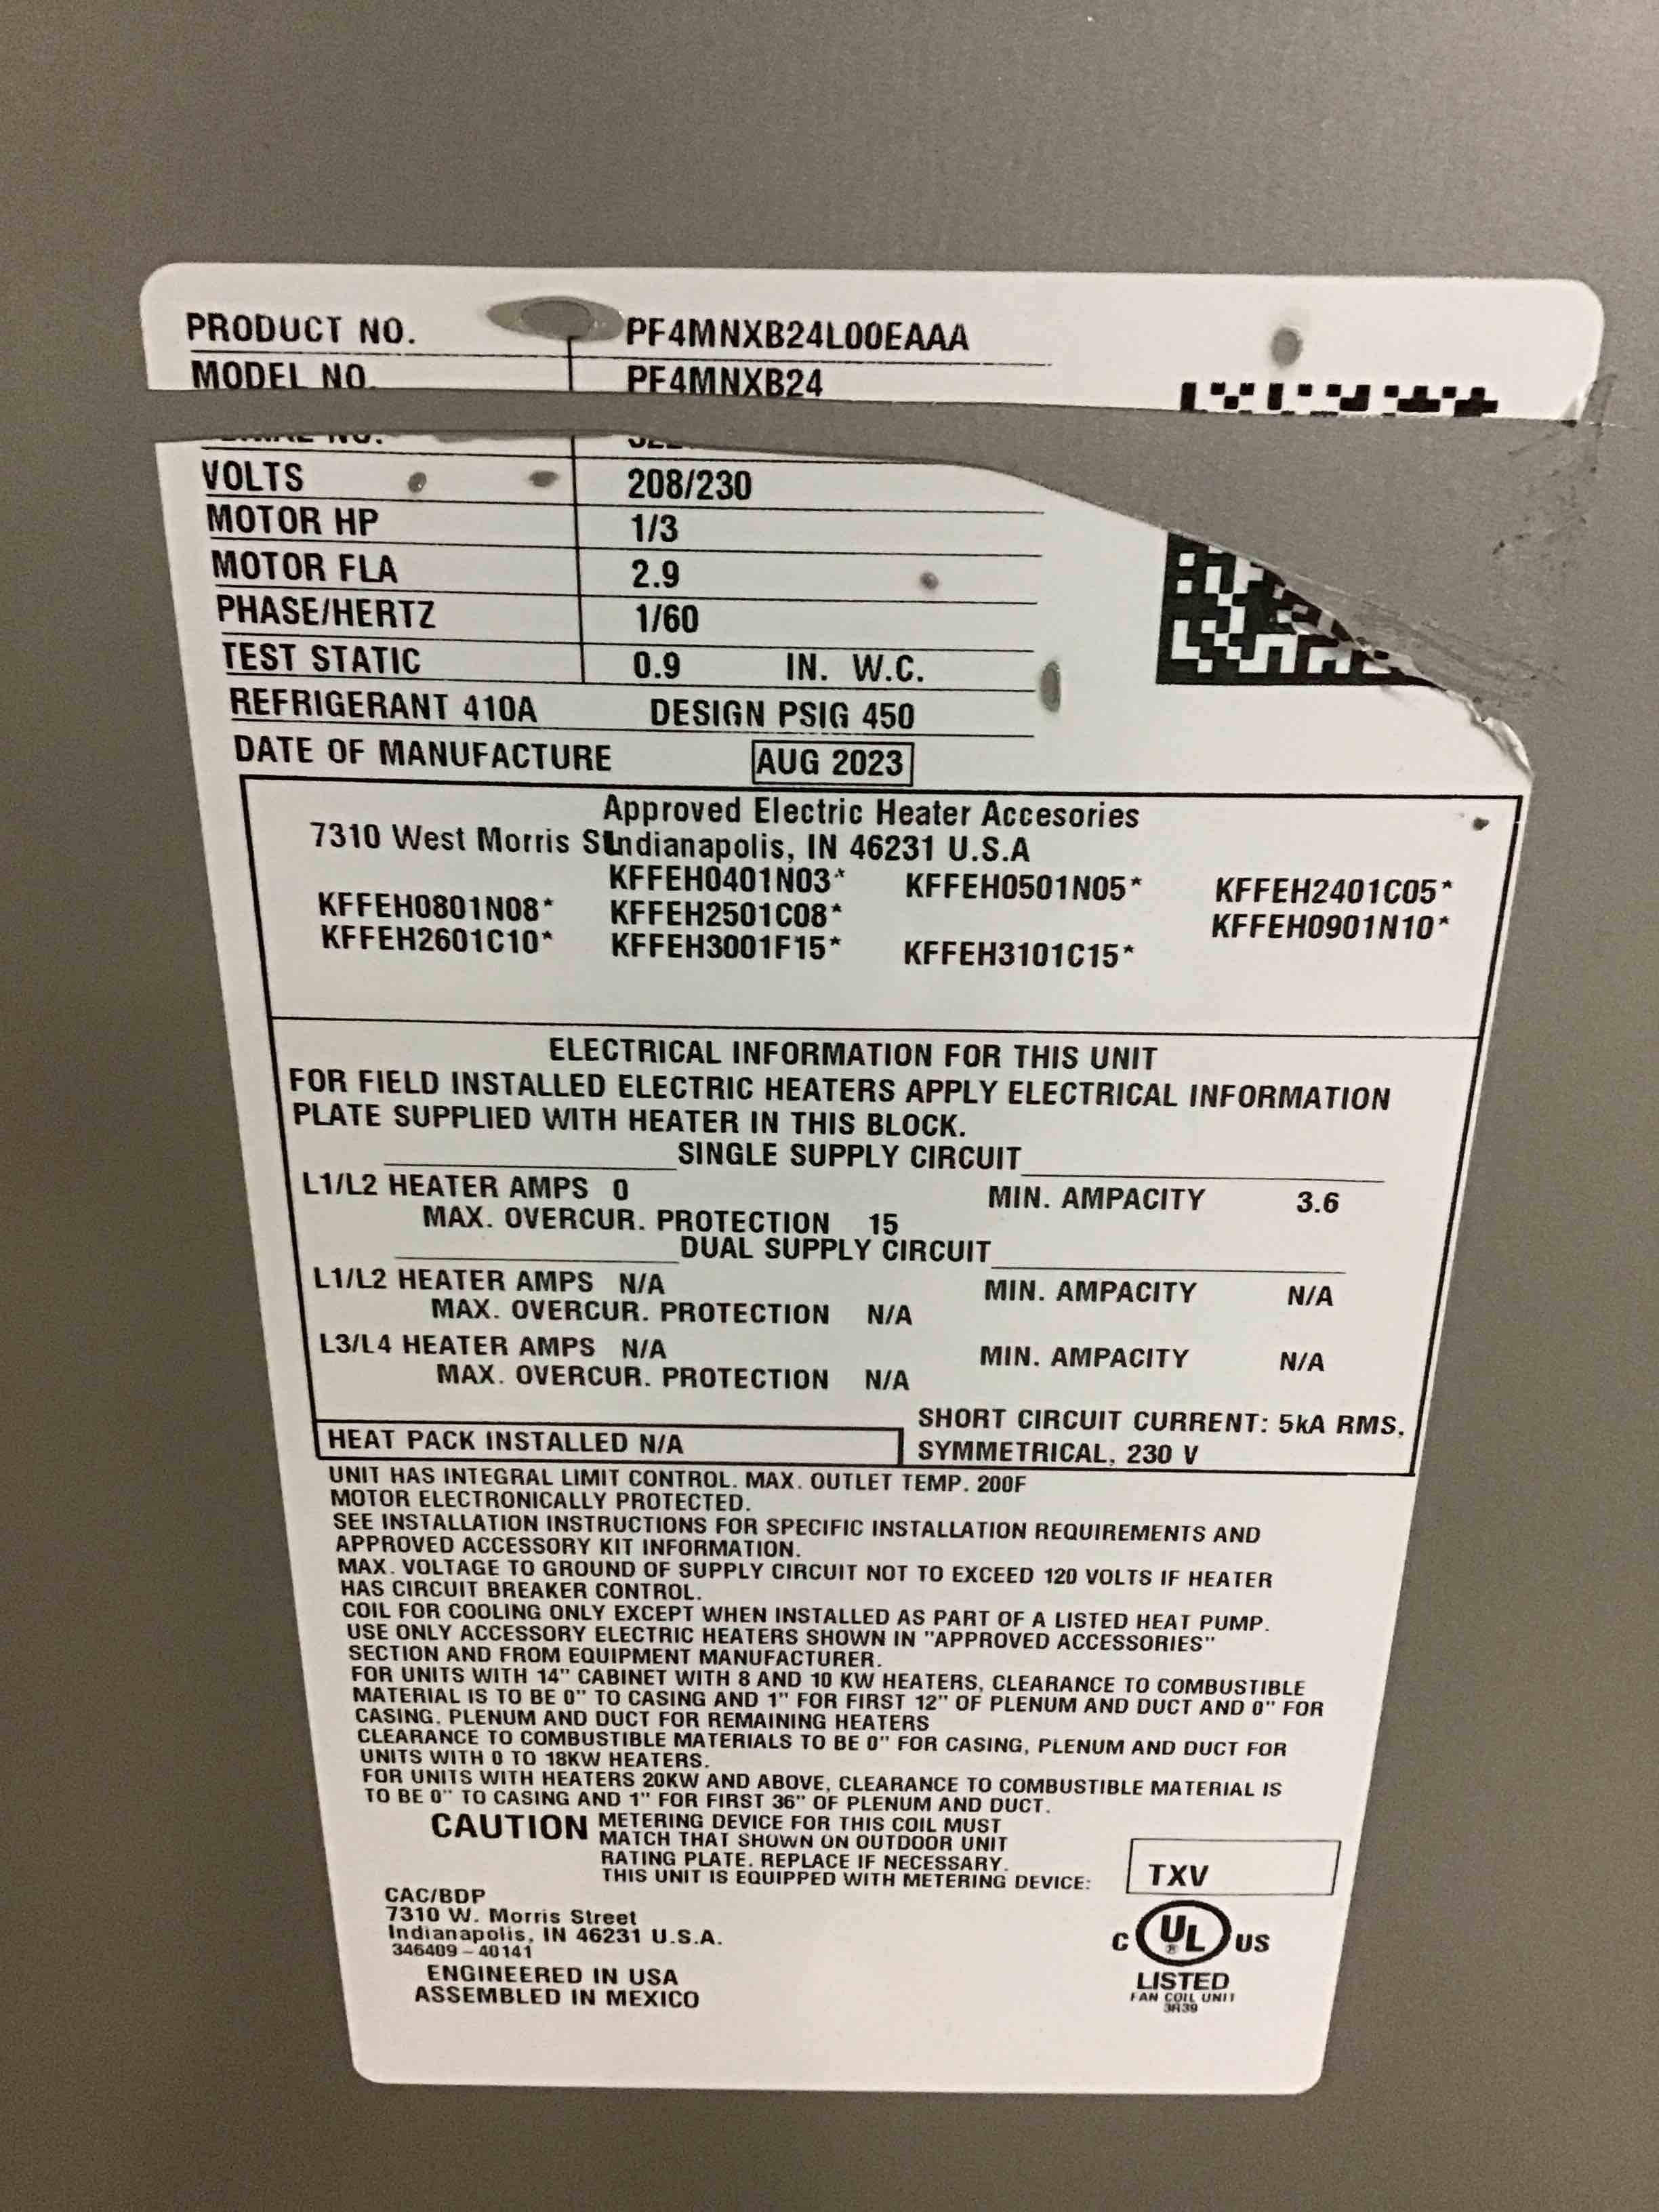 PRODUCT NO. PF4MNXB24L00EAAA
MODEL NO. PF4MNXB24
NO.
VOLTS 208/230
MOTOR HP 1/3
MOTOR FLA 2.9
PHASE/HERTZ 1/60
TEST STATIC 0.9 IN. W.C.
REFRIGERANT 410A DESIGN PSIG 450
DATE OF MANUFACTURE AUG 2023
Approved Electric Heater Accesories
7310 West Morris St Indianapolis, IN 46231 U.S.A
KFFEH0401N03* KFFEH0501N05* KFFEH2401C05*
KFFEH0801N08* KFFEH2501C08* KFFEH0901N10*
KFFEH2601C10* KFFEH3001F15* KFFEH3101C15*
ELECTRICAL INFORMATION FOR THIS UNIT
FOR FIELD INSTALLED ELECTRIC HEATERS APPLY ELECTRICAL INFORMATION
PLATE SUPPLIED WITH HEATER IN THIS BLOCK.
SINGLE SUPPLY CIRCUIT
L1/L2 HEATER AMPS 0 MIN. AMPACITY 3.6
MAX. OVERCUR. PROTECTION 15
DUAL SUPPLY CIRCUIT
L1/L2 HEATER AMPS N/A MIN. AMPACITY N/A
MAX. OVERCUR. PROTECTION N/A
L3/L4 HEATER AMPS N/A MIN. AMPACITY N/A
MAX. OVERCUR. PROTECTION N/A
SHORT CIRCUIT CURRENT: 5kA RMS,
HEAT PACK INSTALLED N/A SYMMETRICAL, 230 V
UNIT HAS INTEGRAL LIMIT CONTROL. MAX. OUTLET TEMP. 200F
MOTOR ELECTRONICALLY PROTECTED.
SEE INSTALLATION INSTRUCTIONS FOR SPECIFIC INSTALLATION REQUIREMENTS AND
APPROVED ACCESSORY KIT INFORMATION.
MAX. VOLTAGE TO GROUND OF SUPPLY CIRCUIT NOT TO EXCEED 120 VOLTS IF HEATER
HAS CIRCUIT BREAKER CONTROL.
COIL FOR COOLING ONLY EXCEPT WHEN INSTALLED AS PART OF A LISTED HEAT PUMP.
USE ONLY ACCESSORY ELECTRIC HEATERS SHOWN IN "APPROVED ACCESSORIES"
SECTION AND FROM EQUIPMENT MANUFACTURER.
FOR UNITS WITH 14" CABINET WITH 8 AND 10 KW HEATERS, CLEARANCE TO COMBUSTIBLE
MATERIAL IS TO BE 0" TO CASING AND 1" FOR FIRST 12" OF PLENUM AND DUCT AND 0" FOR
CASING, PLENUM AND DUCT FOR REMAINING HEATERS
CLEARANCE TO COMBUSTIBLE MATERIALS TO BE 0" FOR CASING, PLENUM AND DUCT FOR
UNITS WITH 0 TO 18KW HEATERS.
FOR UNITS WITH HEATERS 20KW AND ABOVE, CLEARANCE TO COMBUSTIBLE MATERIAL IS
TO BE 0" TO CASING AND 1" FOR FIRST 36" OF PLENUM AND DUCT.
CAUTION METERING DEVICE FOR THIS COIL MUST
MATCH THAT SHOWN ON OUTDOOR UNIT
RATING PLATE. REPLACE IF NECESSARY.
THIS UNIT IS EQUIPPED WITH METERING DEVICE: TXV
CAC/BDP
7310 W. Morris Street
Indianapolis, IN 46231 U.S.A.
346409 – 40141
ENGINEERED IN USA
ASSEMBLED IN MEXICO
C UL ® US
LISTED
FAN COIL UNIT
3R39